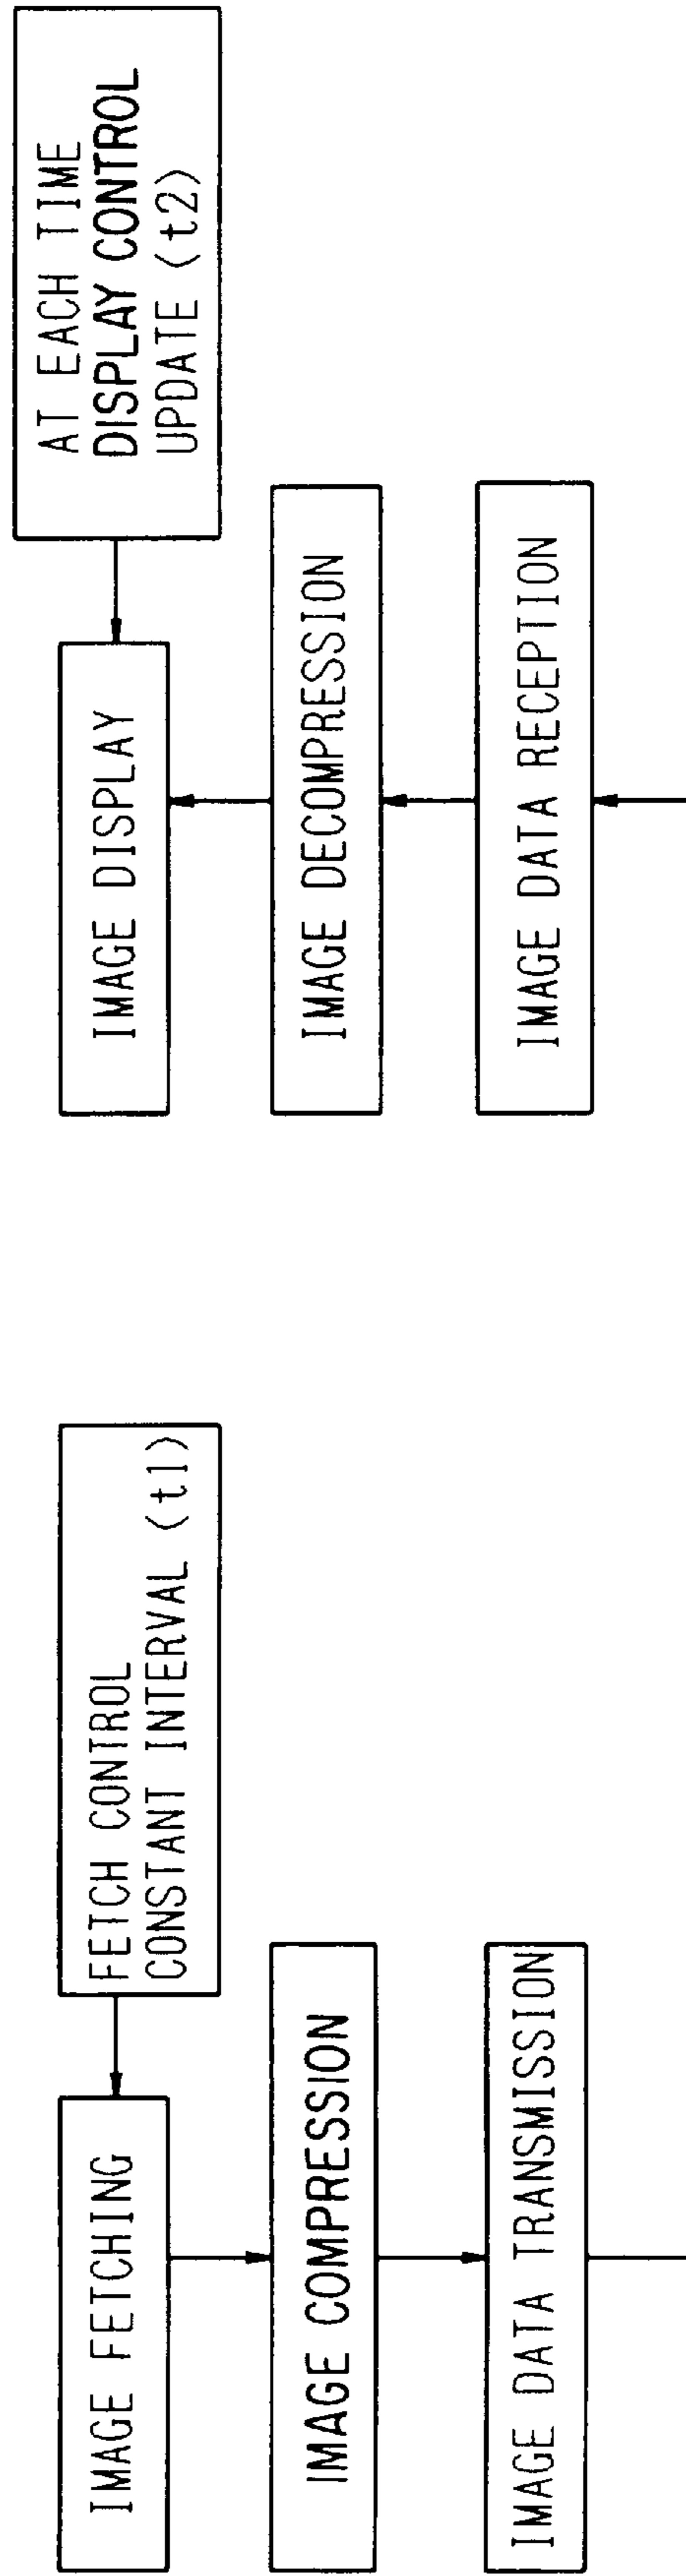 IMAGE FETCHING
FETCH CONTROL
CONSTANT INTERVAL (t1)
IMAGE COMPRESSION
IMAGE DATA TRANSMISSION
IMAGE DISPLAY
AT EACH TIME
DISPLAY CONTROL
UPDATE (t2)
IMAGE DECOMPRESSION
IMAGE DATA RECEPTION